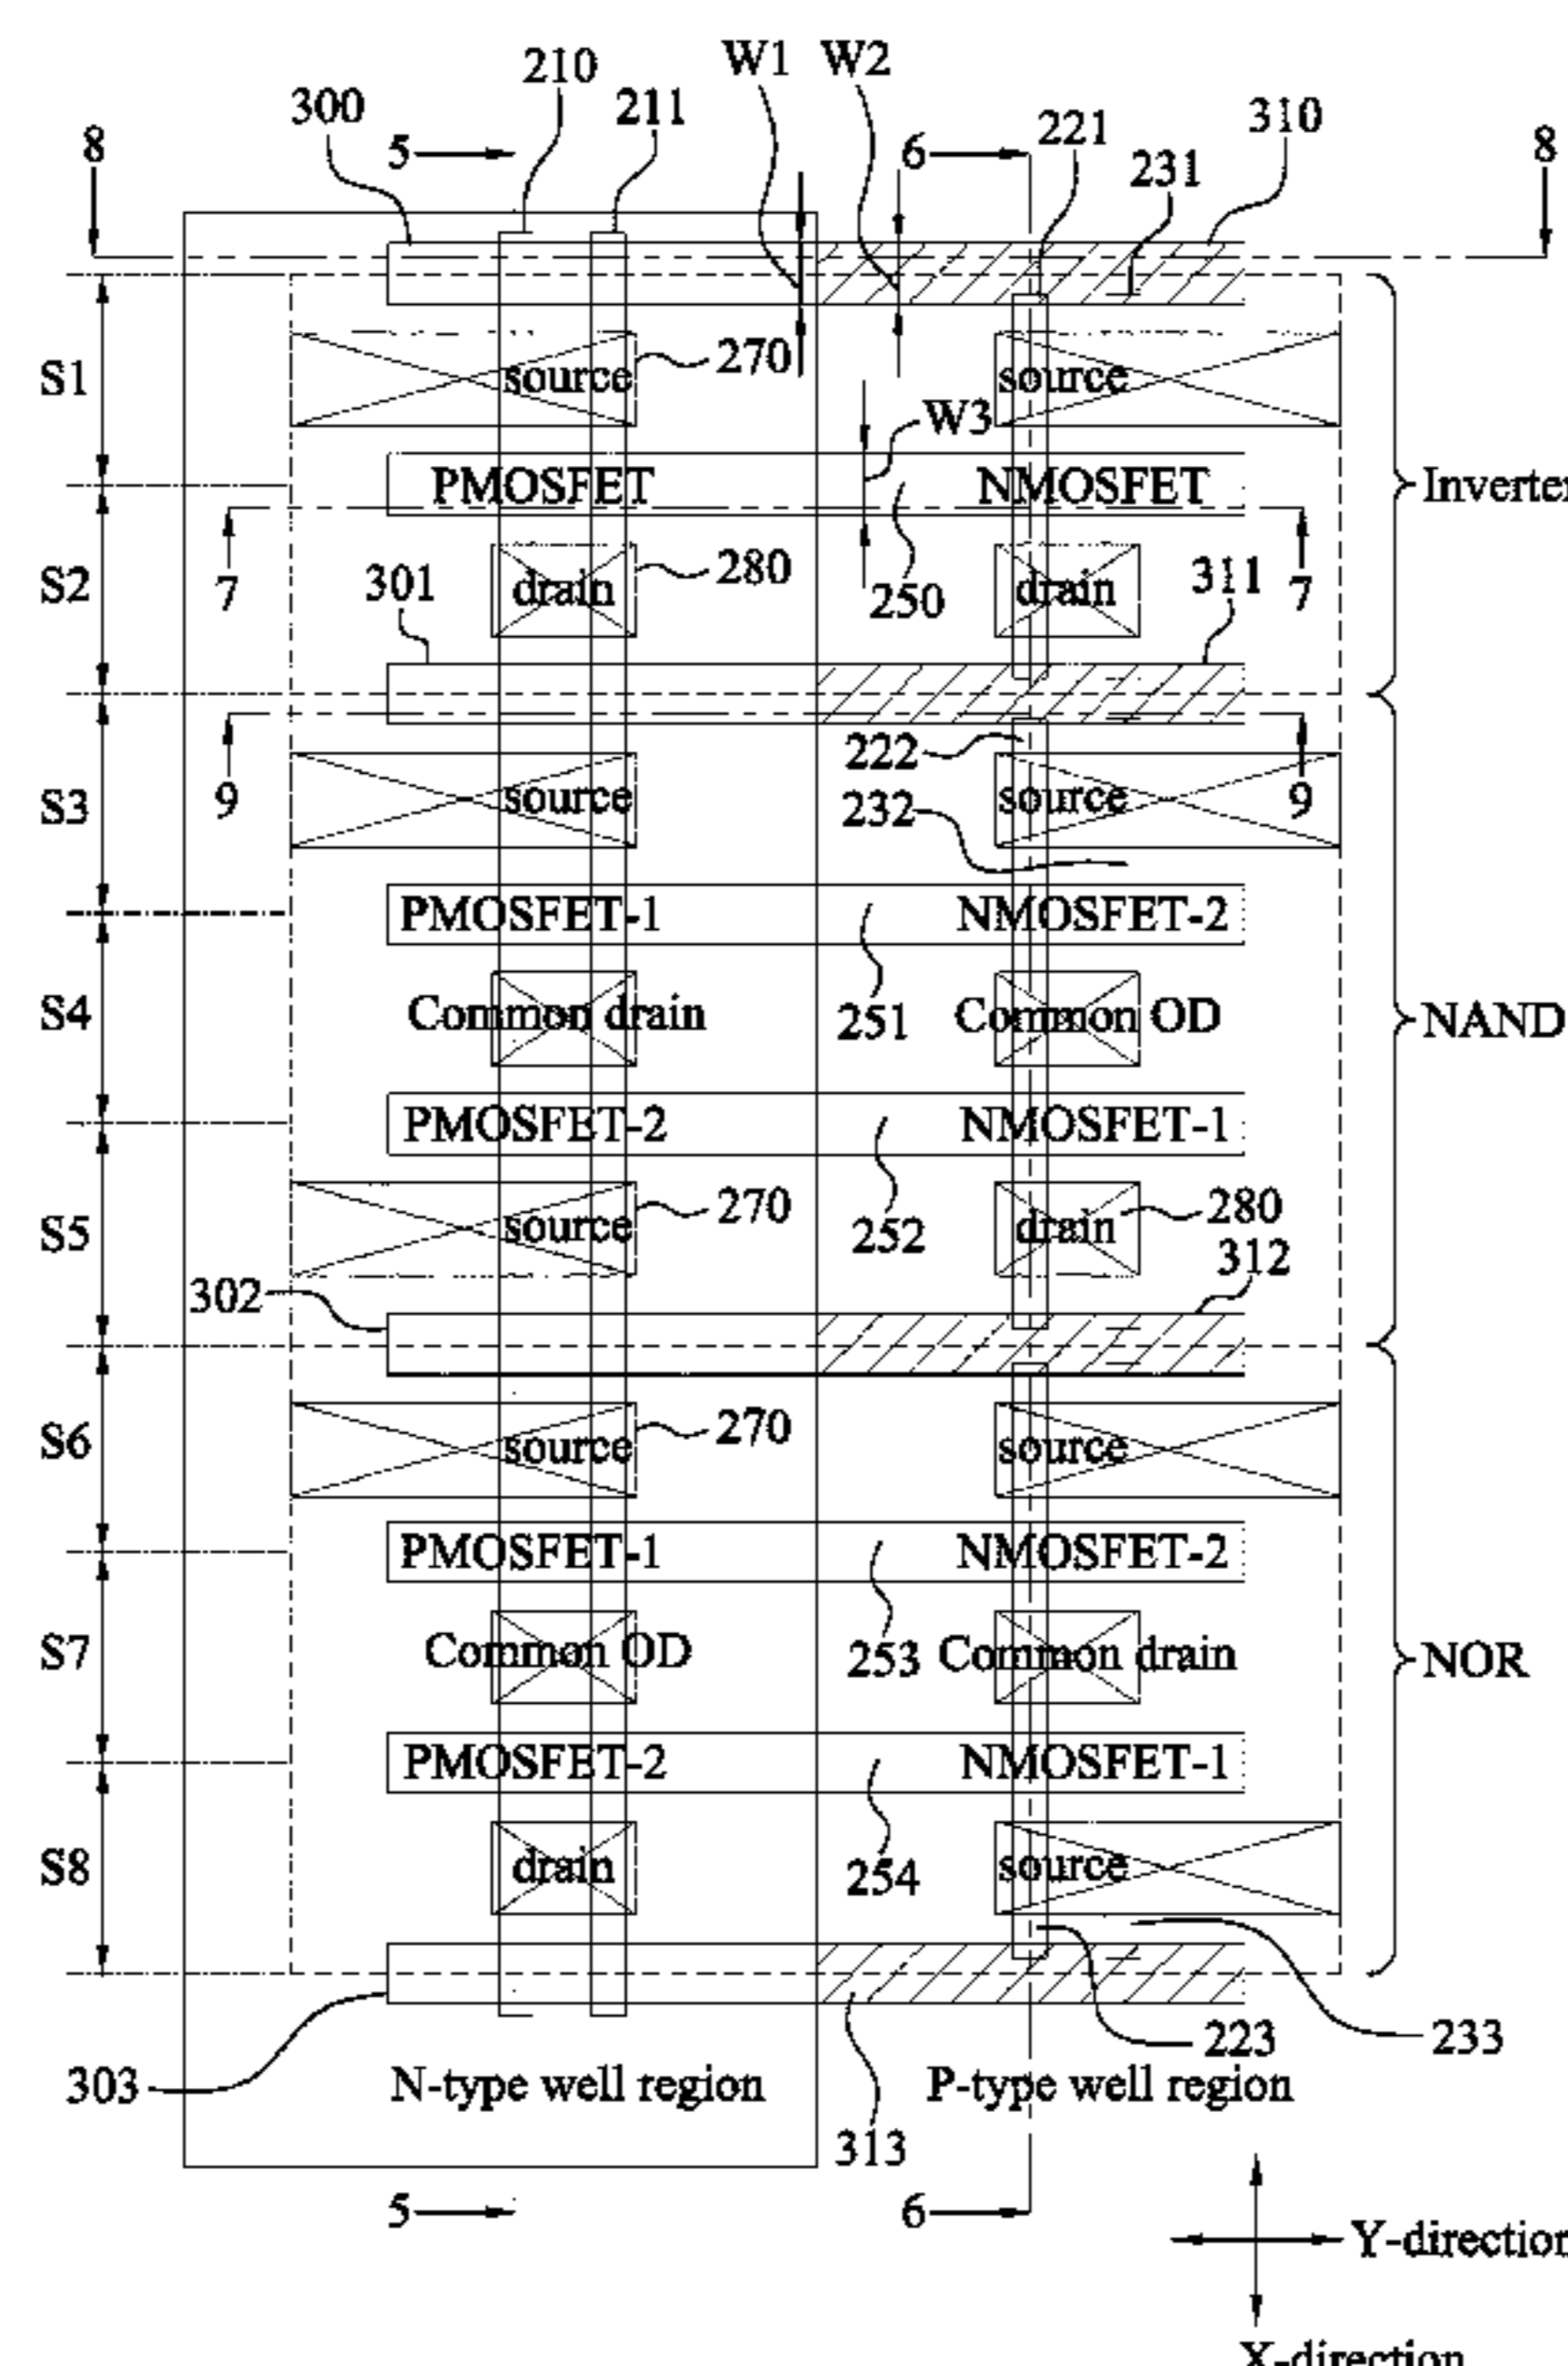 W1 W2
210
300
211
310
221
8
5
6
8
231
source
270
source
S1
W3
PMOSFET
NMOSFET
Inverter
S2
7
301
drain
280
250
drain
311
7
222
S3
9
source
232
source
9
PMOSFET-1
NMOSFET-2
S4
Common drain
251
Common OD
NAND
PMOSFET-2
NMOSFET-1
S5
source
270
252
drain
280
302
312
S6
source
270
source
PMOSFET-1
NMOSFET-2
S7
Common OD
253
Common drain
NOR
PMOSFET-2
NMOSFET-1
S8
drain
254
source
303
N-type well region
P-type well region
223
233
313
5
6
Y-direction
X-direction